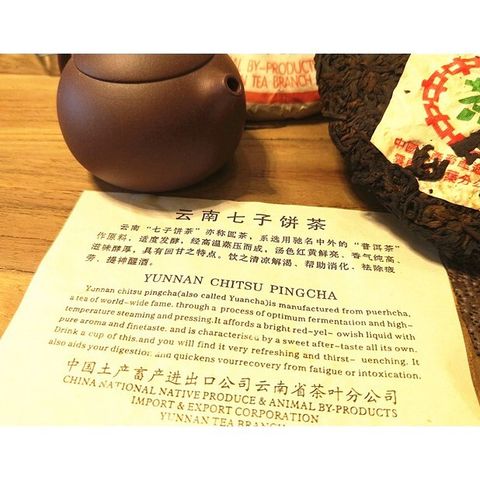 AL BY-PRODUCT
N TEA BRANCH
云南七子饼茶
云南“七子饼茶”亦称圆茶，系选用驰名中外的“普洱茶”
作原料，适度发酵，经高温蒸压而成，汤色红黄鲜亮，香气纯高，
滋味醇厚，具有回甘之特点，饮之清凉解渴、帮助消化、祛除疲
劳、提神醒酒。
YUNNAN CHITSU PINGCHA
Yunnan chitsu pingcha(also called Yuancha)is manufactured from puerhcha,
a tea of world-wide fame, through a process of optimum fermentation and high-
temperature steaming and pressing.It affords a bright red-yel- owish liquid with
pure aroma and finetaste, and is characterised by a sweet after-taste all its own.
Drink a cup of this.and you will find it very refreshing and thirst- uenching. It
also aids your digestion and quickens yourrecovery from fatigue or intoxication.
中国土产畜产进出口公司云南省茶叶分公司
CHINA NATIONAL NATIVE PRODUCE & ANIMAL BY-PRODUCTS
IMPORT & EXPORT CORPORATION
YUNNAN TEA BRANCH